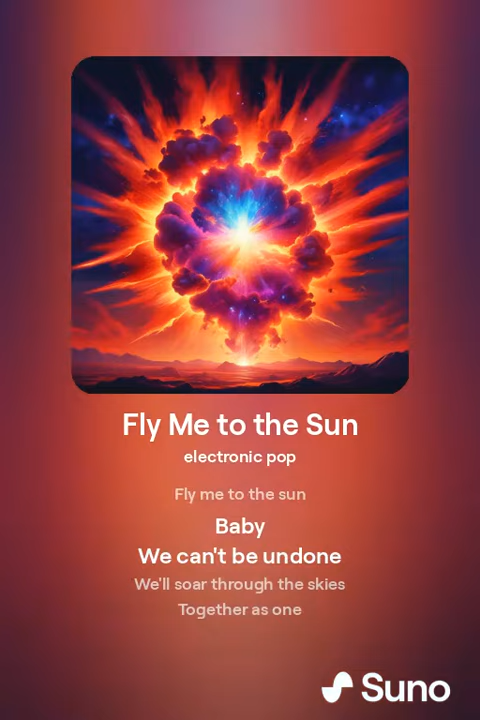 Fly Me to the Sun
electronic pop
Fly me to the sun
Baby
We can't be undone
We'll soar through the skies
Together as one
Suno